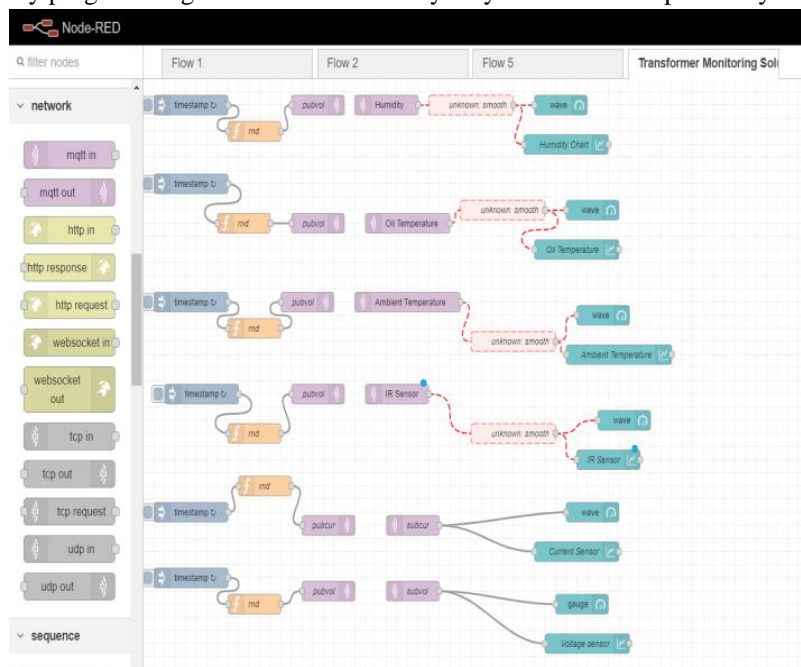 Node-RED
filter nodes
Flow 1
Flow 2
Flow 5
Transformer Monitoring Solu
network
mqtt in
mqtt out
http in
http response
http request
websocket in
websocket
out
tcp in
tcp out
tcp request
udp in
udp out
sequence
timestamp ↻
rnd
pubvol
Humidity
unknown: smooth
wave
Humidity Chart
timestamp ↻
rnd
pubvol
Oil Temperature
unknown: smooth
wave
Oil Temperature
timestamp ↻
rnd
pubvol
Ambient Temperature
unknown: smooth
wave
Ambient Temperature
timestamp ↻
rnd
pubvol
IR Sensor
unknown: smooth
wave
IR Sensor
timestamp ↻
rnd
pubcur
subcur
wave
Current Sensor
timestamp ↻
rnd
pubvol
subvol
gauge
Voltage sensor